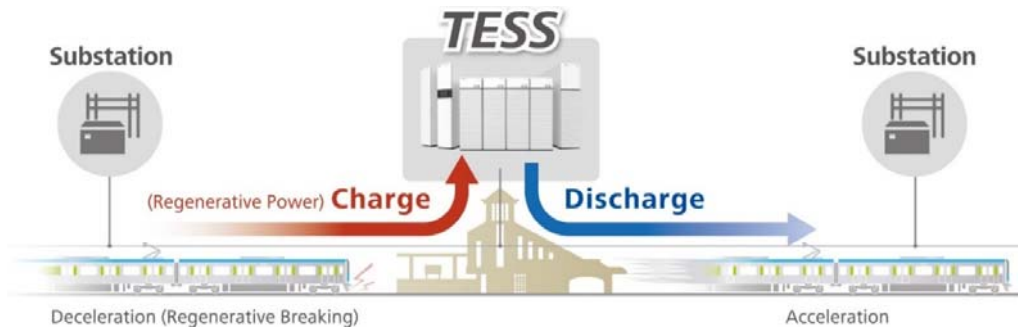 TESS
Substation
Substation
(Regenerative Power) Charge
Discharge
Deceleration (Regenerative Breaking)
Acceleration